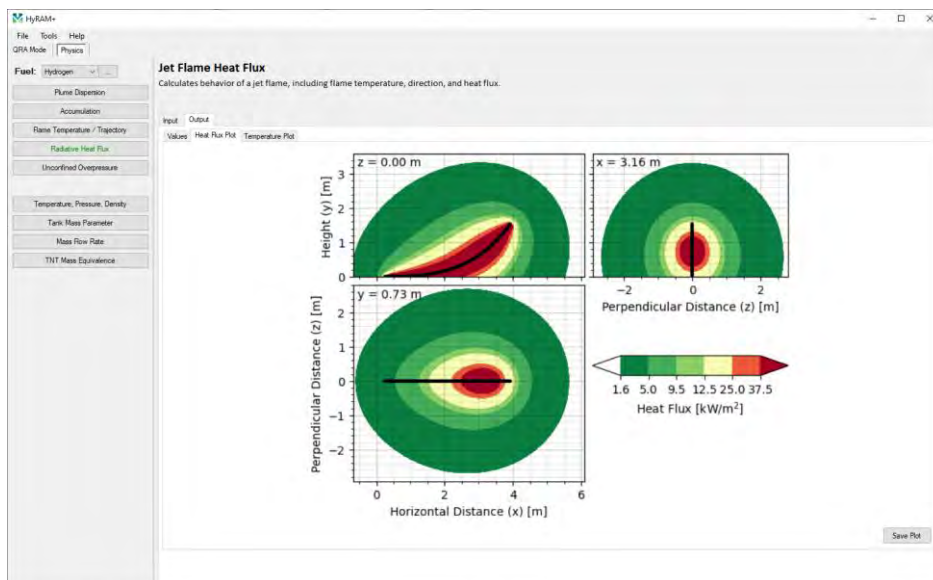 HyRAM+
File Tools Help
QRA Mode Physics
Fuel: Hydrogen ...
Plume Dispersion
Accumulation
Flame Temperature / Trajectory
Radiative Heat Flux
Unconfined Overpressure
Temperature, Pressure, Density
Tank Mass Parameter
Mass Flow Rate
TNT Mass Equivalence
Jet Flame Heat Flux
Calculates behavior of a jet flame, including flame temperature, direction, and heat flux.
Input Output
Values Heat Flux Plot Temperature Plot
z = 0.00 m
Height (y) [m]
3
2
1
0
x = 3.16 m
−2 0 2
Perpendicular Distance (z) [m]
y = 0.73 m
Perpendicular Distance (z) [m]
2
1
0
−1
−2
0 2 4 6
Horizontal Distance (x) [m]
1.6 5.0 9.5 12.5 25.0 37.5
Heat Flux [kW/m²]
Save Plot